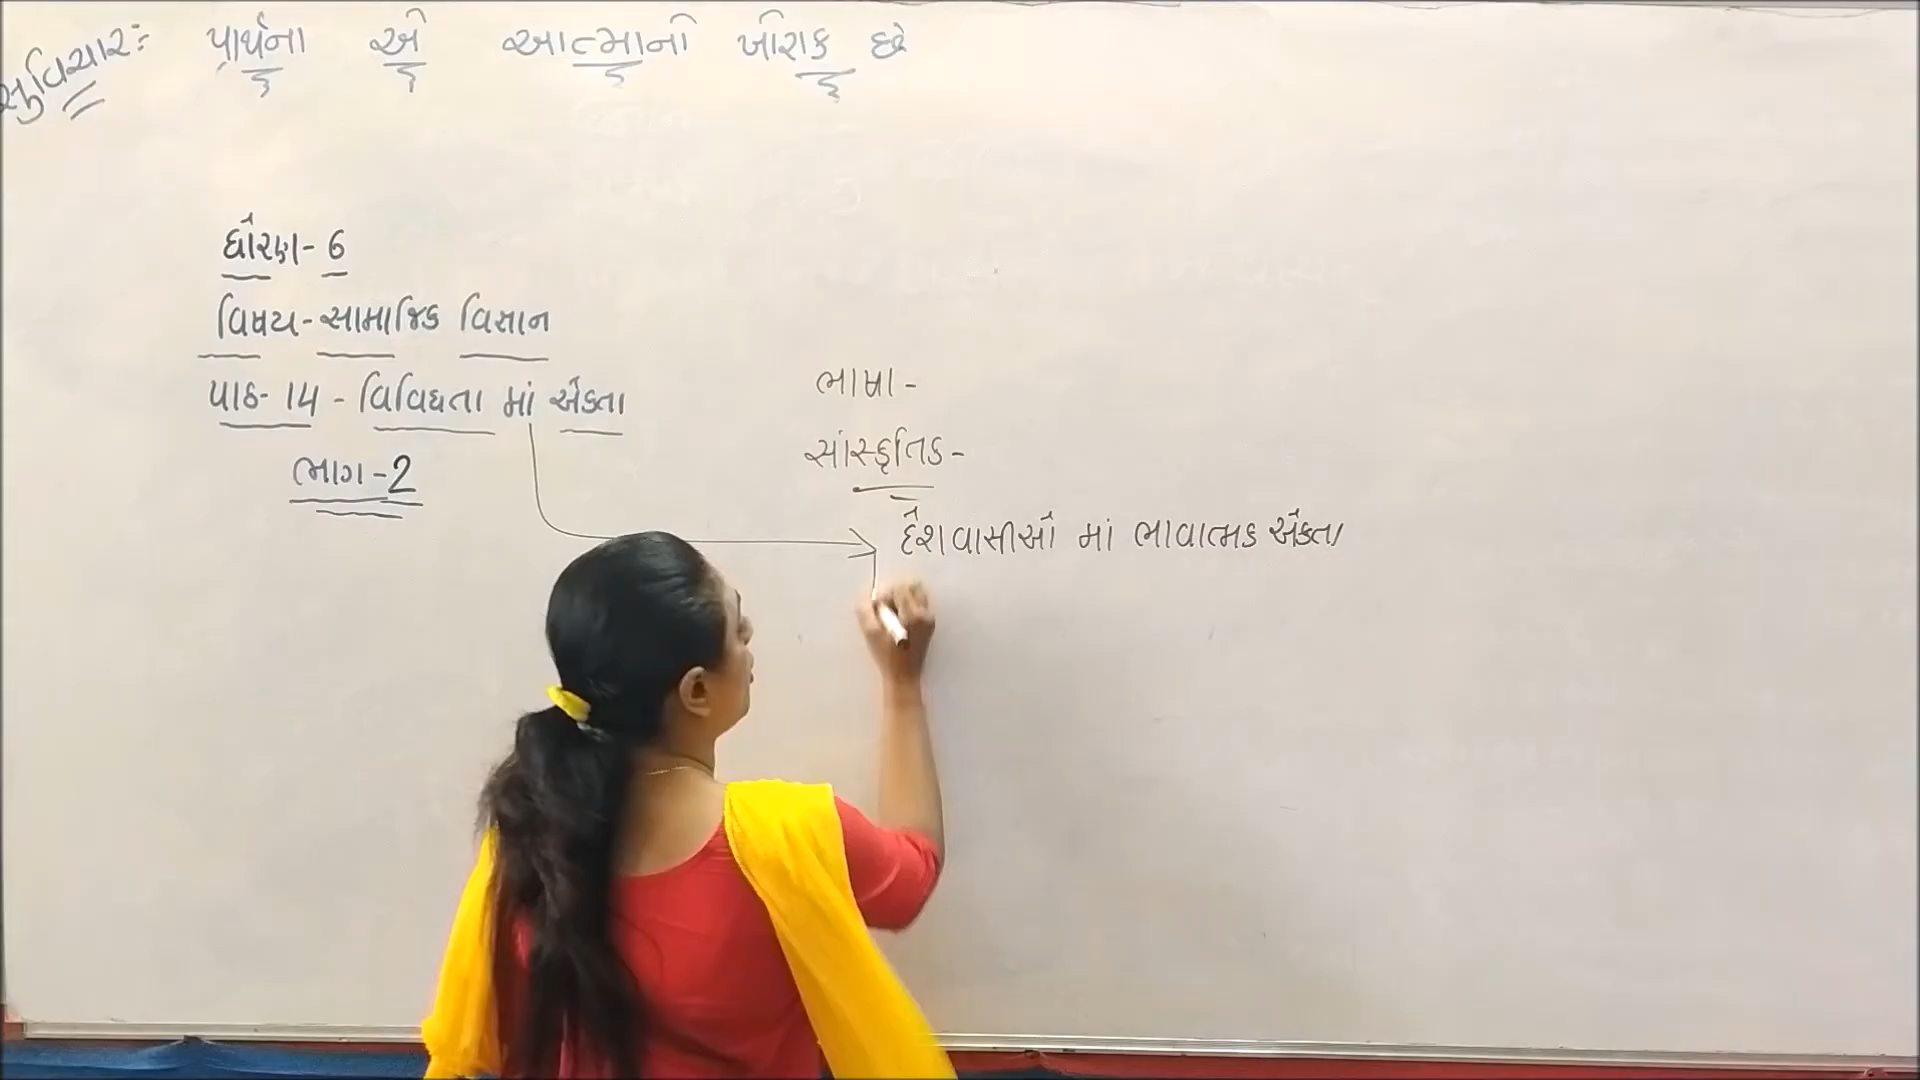 સુવિચાર:- પ્રાર્થના એ આત્માનો ખોરાક છે
ધોરણ - 6
વિષય - સામાજિક વિજ્ઞાન
પાઠ - 14 - વિવિધતા માં એકતા
ભાગ - 2
ભાષા -
સાંસ્કૃતિક -
દેશવાસીઓ માં ભાવાત્મક એકતા